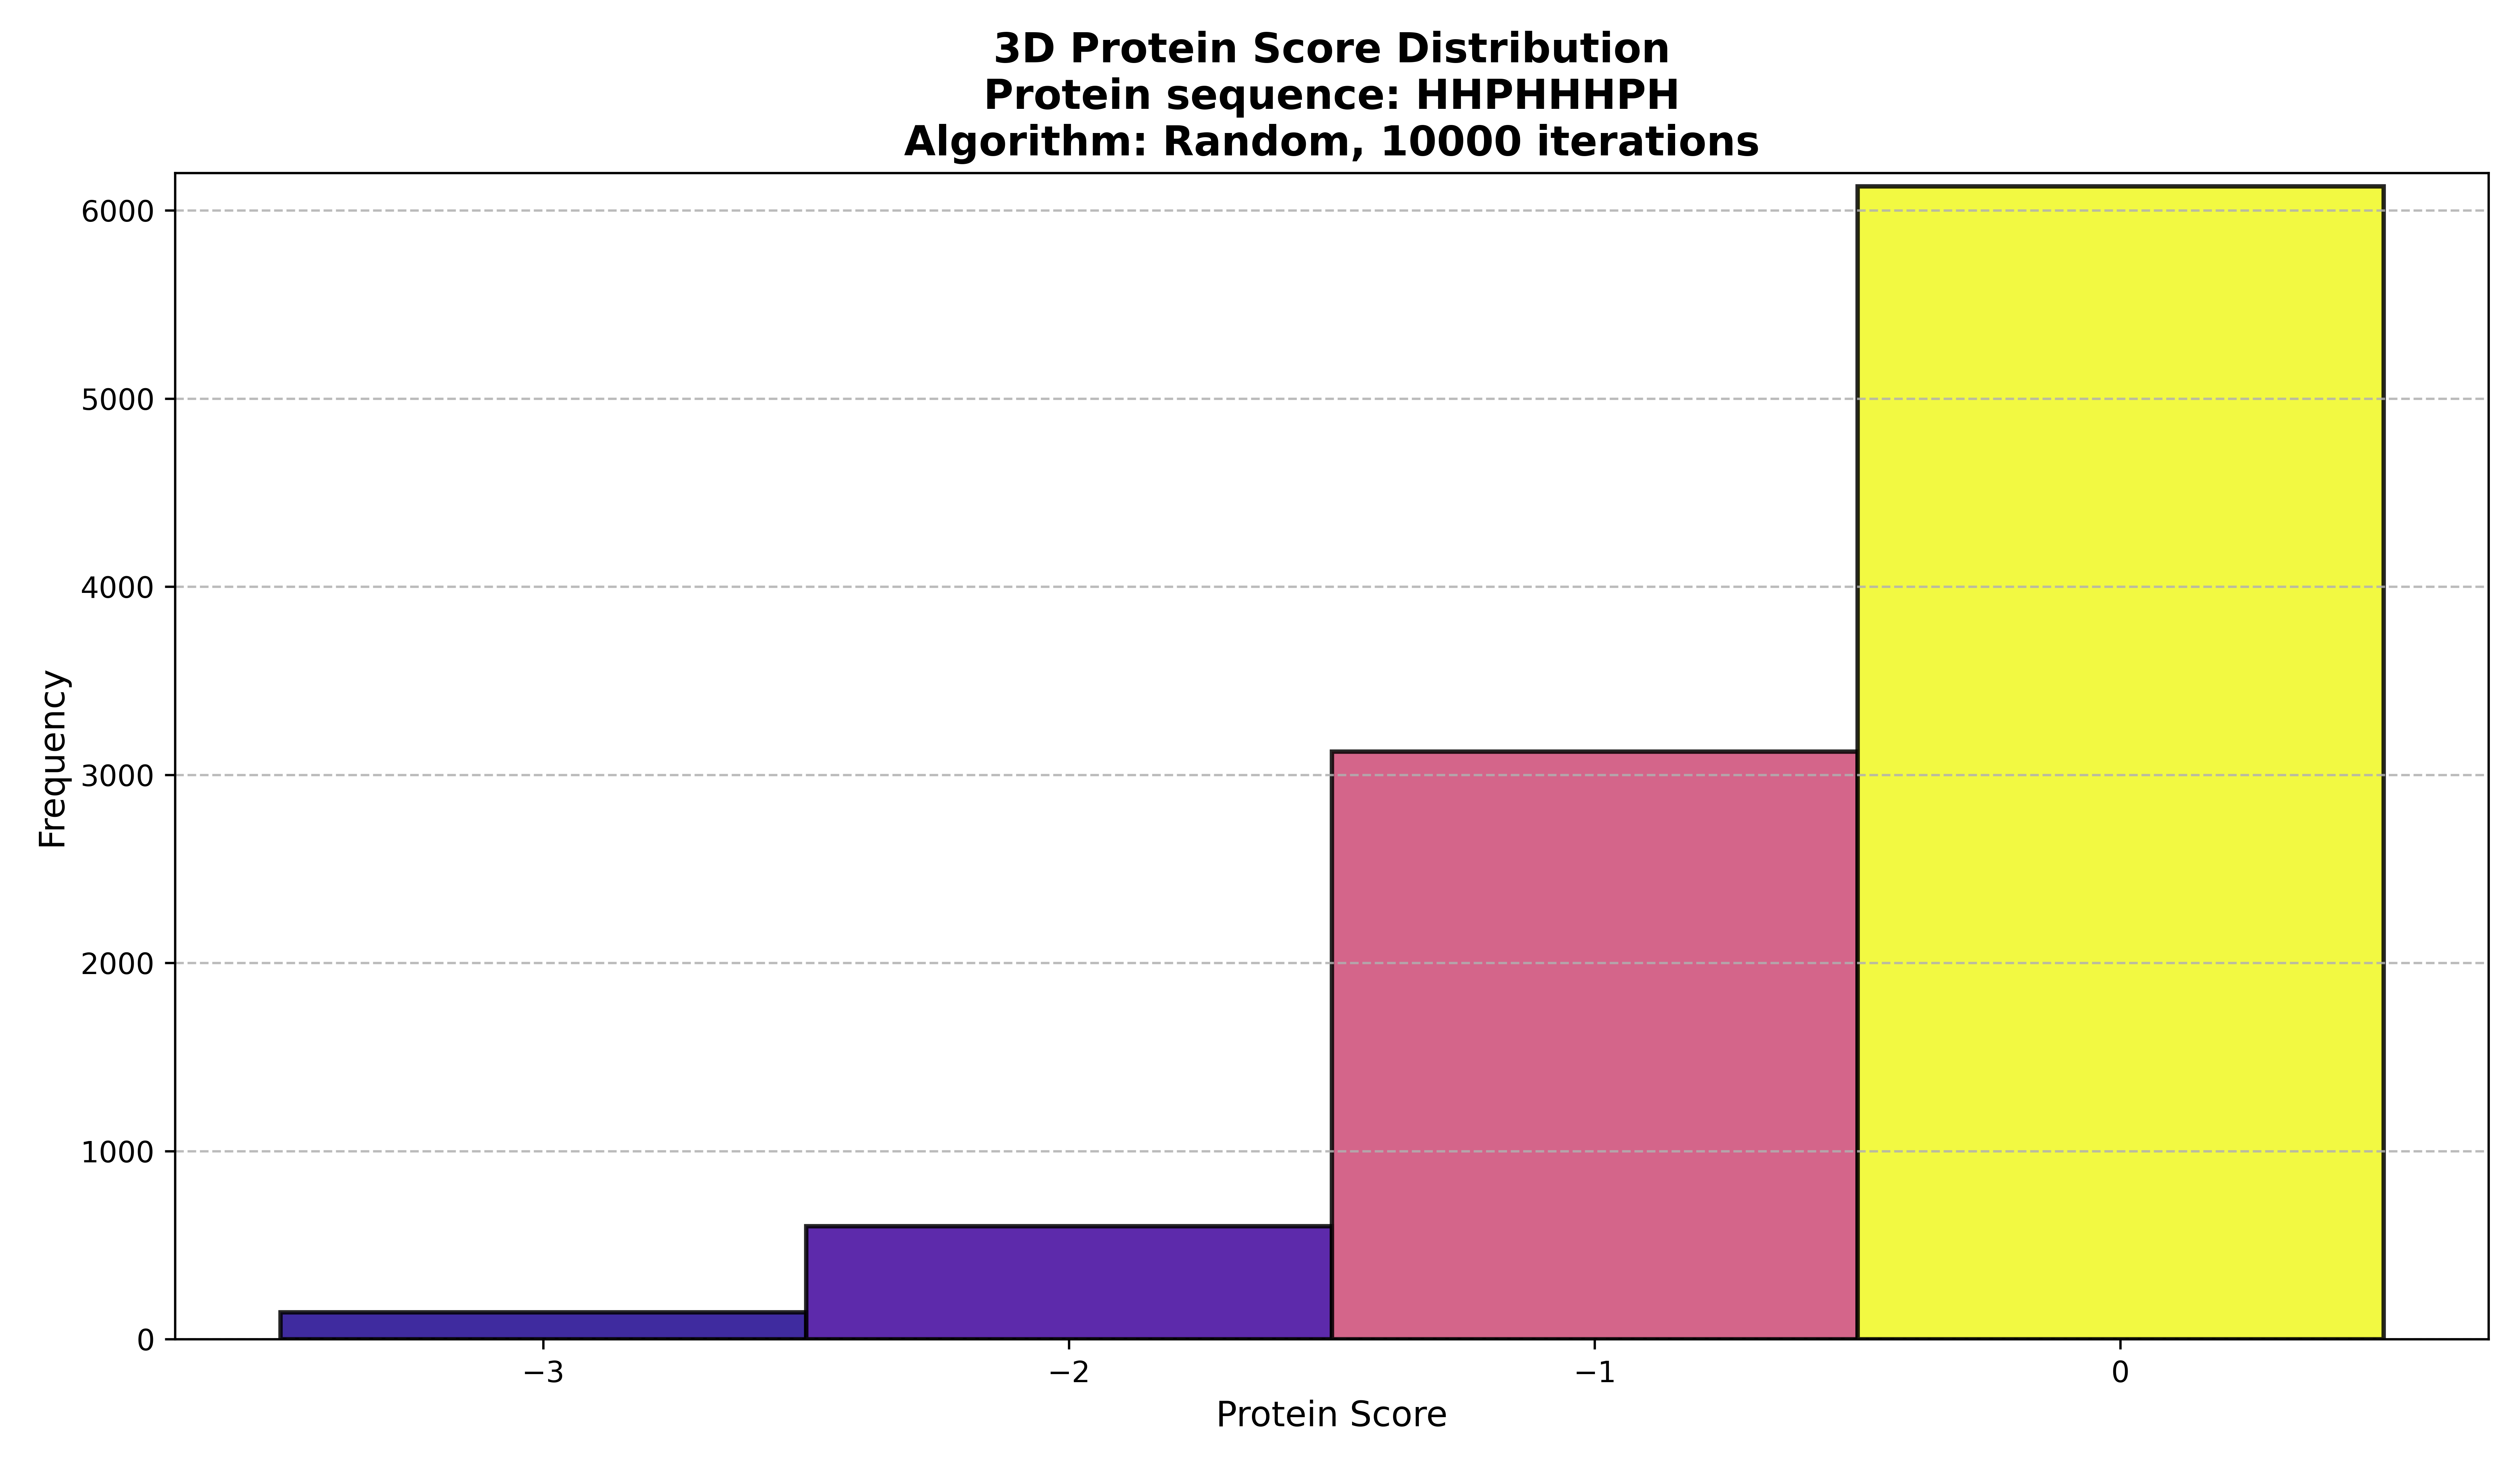 3D Protein Score Distribution
Protein sequence: HHPHHHPH
Algorithm: Random, 10000 iterations
6000
5000
4000
3000
2000
1000
0
Frequency
−3 −2 −1 0
Protein Score